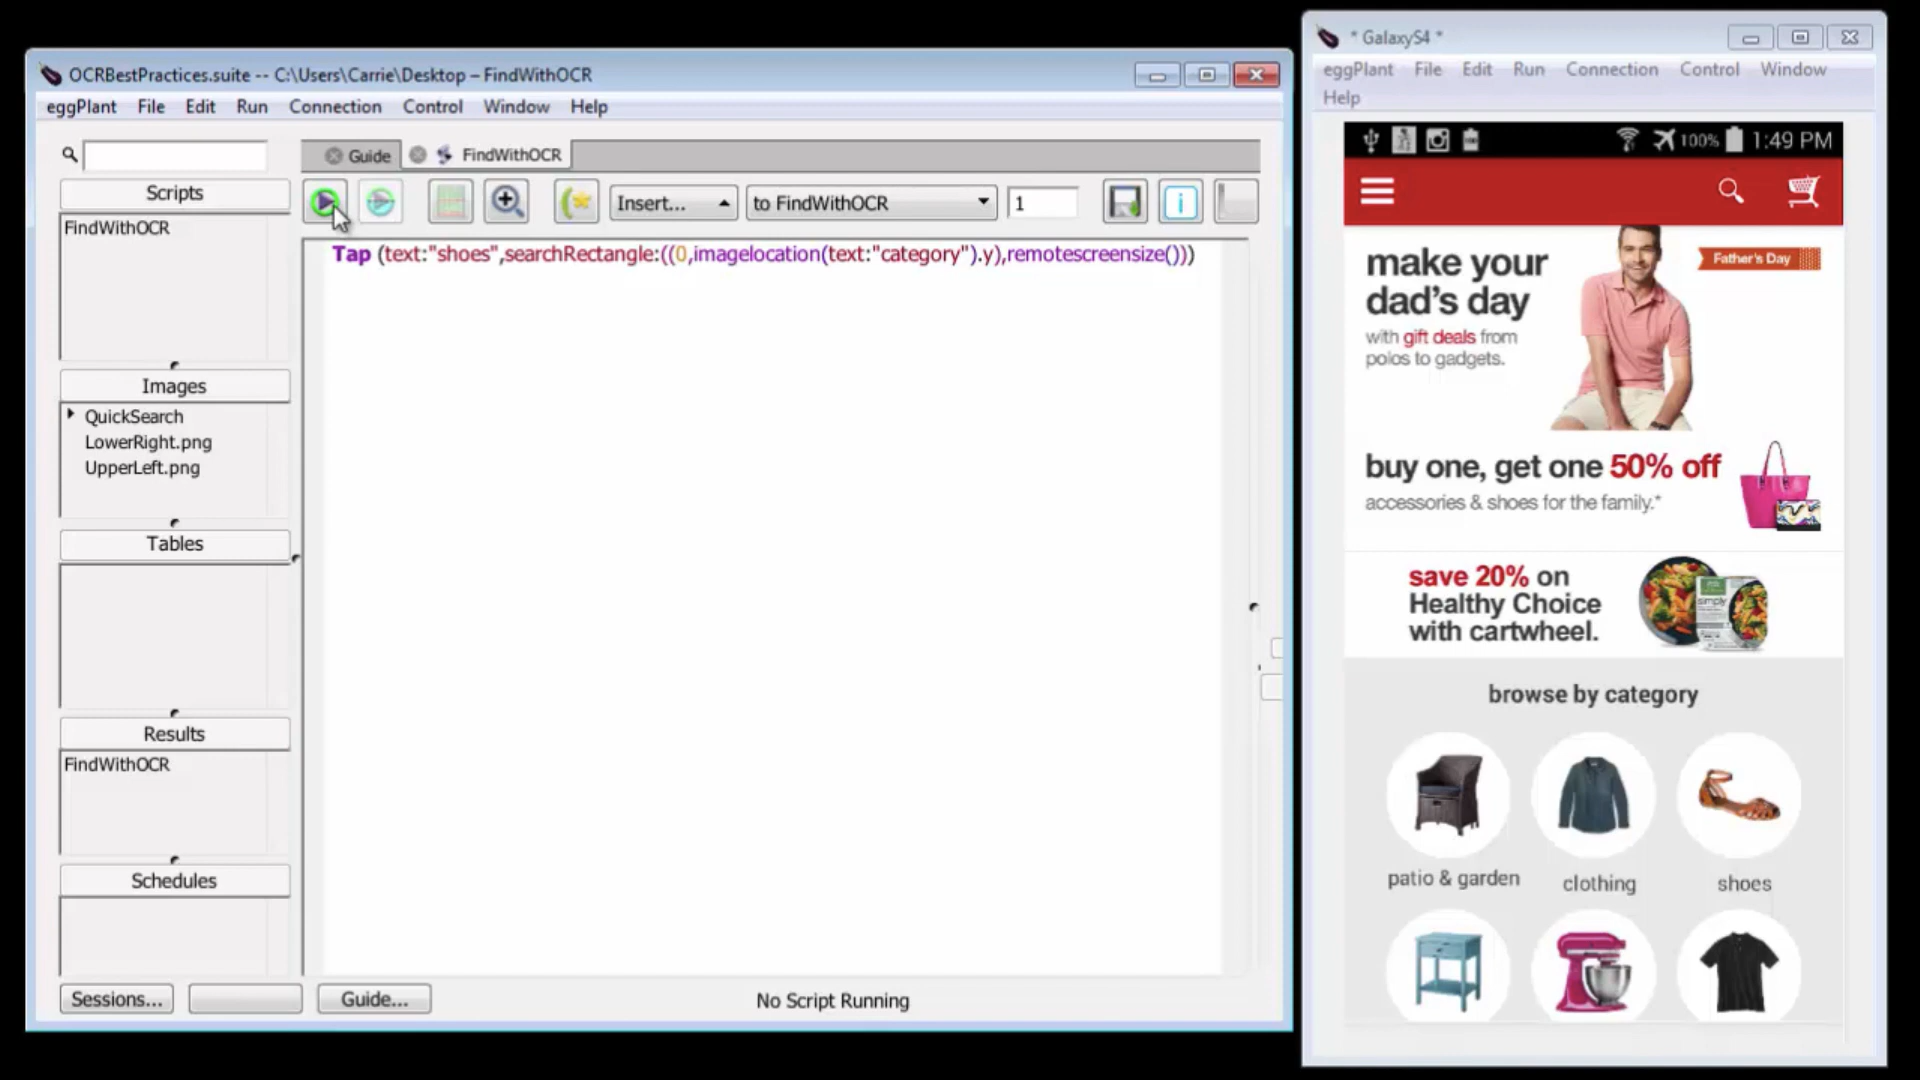 OCRBestPractices.suite -- C:\Users\Carrie\Desktop – FindWithOCR
eggPlant File Edit Run Connection Control Window Help
Guide FindWithOCR
Insert... to FindWithOCR 1
Scripts
FindWithOCR
Images
QuickSearch
LowerRight.png
UpperLeft.png
Tables
Results
FindWithOCR
Schedules
Sessions... Guide... No Script Running
Tap (text:"shoes",searchRectangle:((0,imagelocation(text:"category").y),remotescreensize()))
* GalaxyS4 *
eggPlant File Edit Run Connection Control Window
Help
100% 1:49 PM
make your
dad's day
Father's Day
with gift deals from
polos to gadgets.
buy one, get one 50% off
accessories & shoes for the family.*
save 20% on
Healthy Choice
with cartwheel.
simply
browse by category
patio & garden clothing shoes